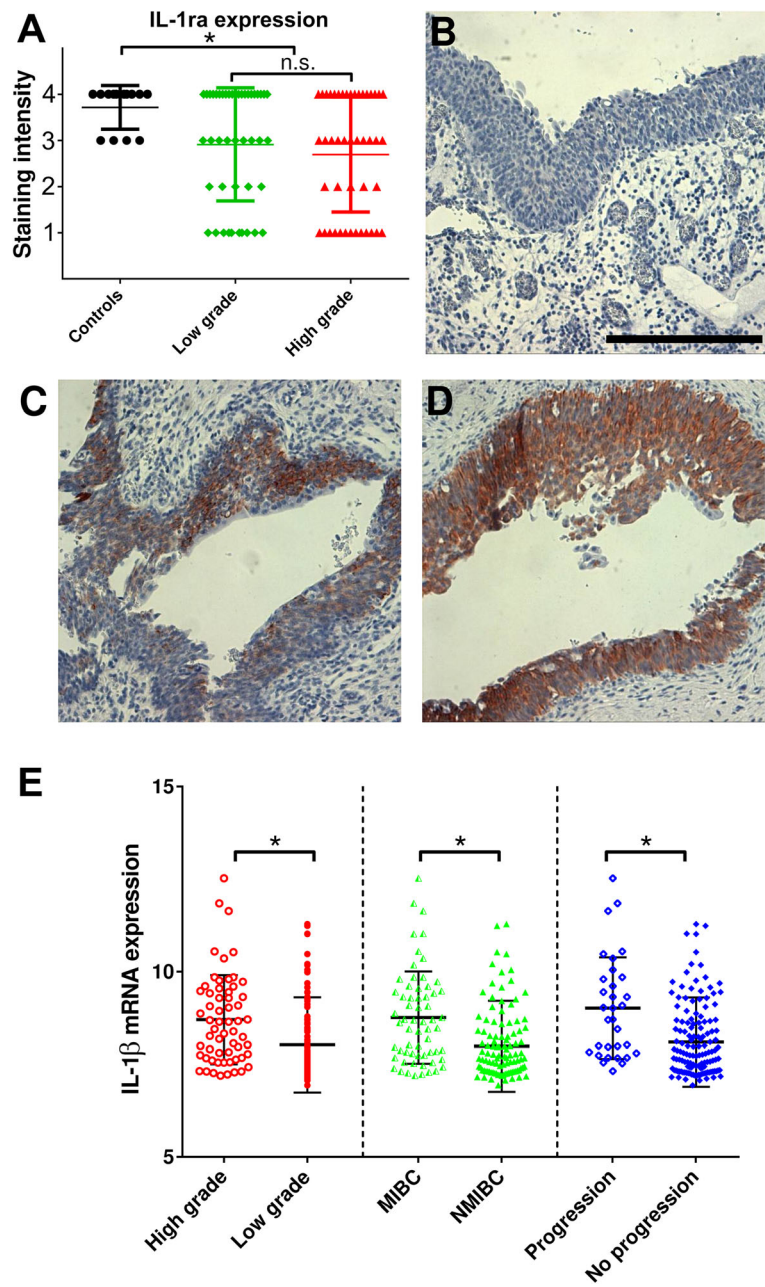 A
IL-1ra expression
*
n.s.
Staining intensity
4
3
2
1
Controls
Low grade
High grade
B
C
D
E
IL-1β mRNA expression
15
10
5
*
*
*
High grade
Low grade
MIBC
NMIBC
Progression
No progression